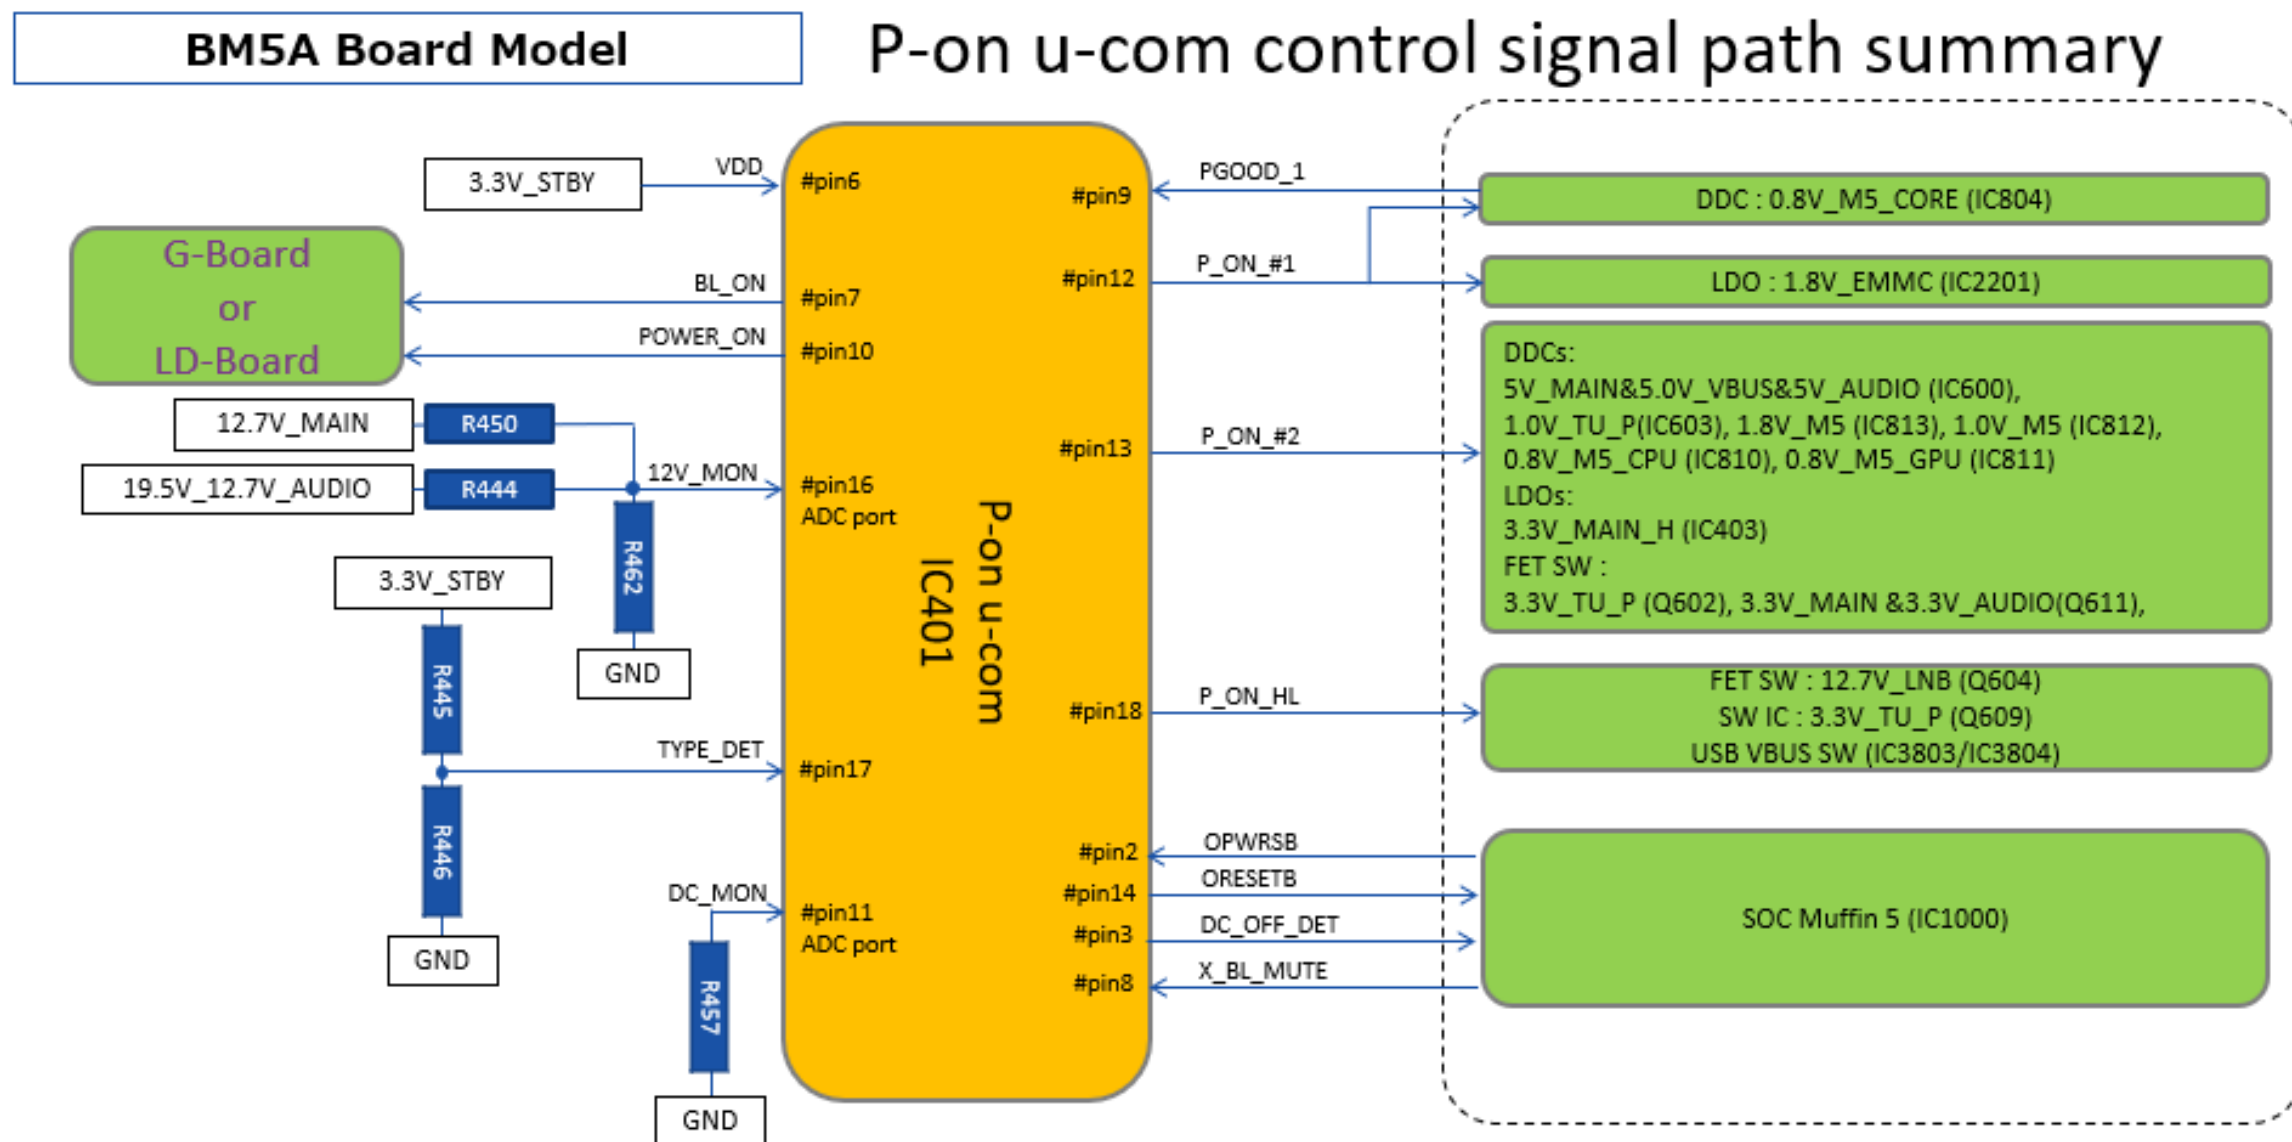 BM5A Board Model
P-on u-com control signal path summary
3.3V_STBY
VDD
#pin6
G-Board
or
LD-Board
BL_ON
#pin7
POWER_ON
#pin10
12.7V_MAIN
R450
19.5V_12.7V_AUDIO
R444
12V_MON
#pin16
ADC port
R462
GND
3.3V_STBY
R445
TYPE_DET
#pin17
R446
GND
DC_MON
#pin11
ADC port
R457
GND
P-on u-com
IC401
#pin9
PGOOD_1
DDC : 0.8V_M5_CORE (IC804)
#pin12
P_ON_#1
LDO : 1.8V_EMMC (IC2201)
#pin13
P_ON_#2
DDCs:
5V_MAIN&5.0V_VBUS&5V_AUDIO (IC600),
1.0V_TU_P(IC603), 1.8V_M5 (IC813), 1.0V_M5 (IC812),
0.8V_M5_CPU (IC810), 0.8V_M5_GPU (IC811)
LDOs:
3.3V_MAIN_H (IC403)
FET SW :
3.3V_TU_P (Q602), 3.3V_MAIN &3.3V_AUDIO(Q611),
#pin18
P_ON_HL
FET SW : 12.7V_LNB (Q604)
SW IC : 3.3V_TU_P (Q609)
USB VBUS SW (IC3803/IC3804)
#pin2
OPWRSB
#pin14
ORESETB
#pin3
DC_OFF_DET
#pin8
X_BL_MUTE
SOC Muffin 5 (IC1000)